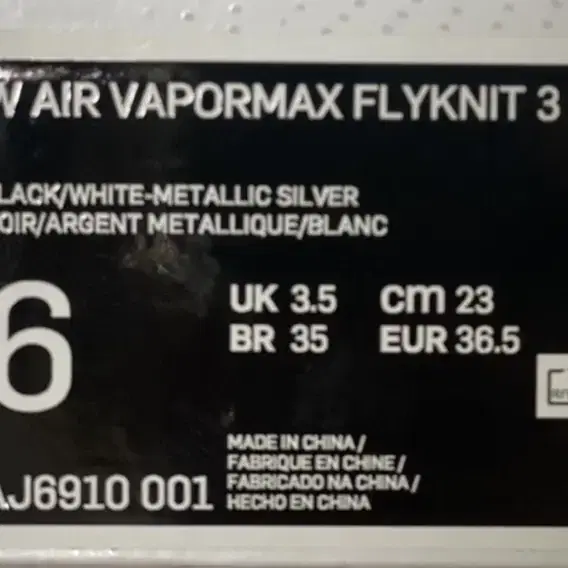 W AIR VAPORMAX FLYKNIT 3
LACK/WHITE-METALLIC SILVER
OIR/ARGENT METALLIQUE/BLANC
6
UK 3.5 cm 23
BR 35 EUR 36.5
MADE IN CHINA/
FABRIQUE EN CHINE/
FABRICADO NA CHINA/
HECHO EN CHINA
AJ6910 001